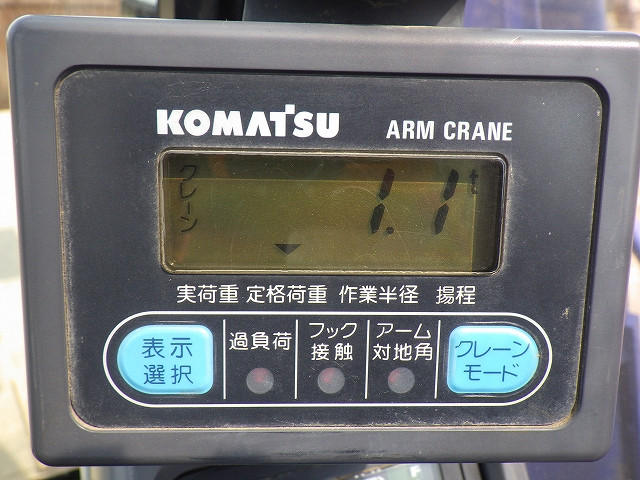 KOMATSU ARM CRANE
クレーン 1.1t
実荷重 定格荷重 作業半径 揚程
表示選択
過負荷
フック接触
アーム対地角
クレーンモード